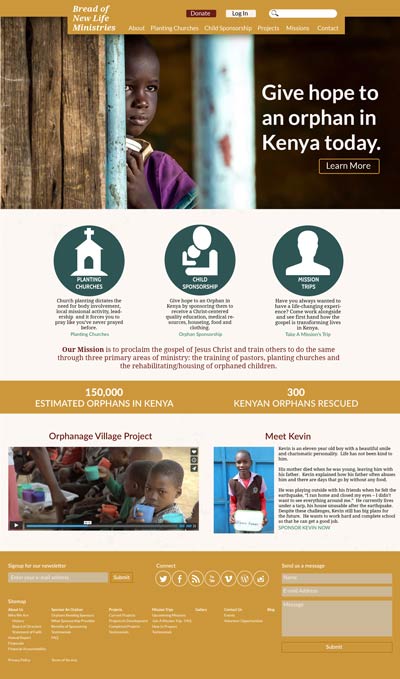 Bread of
New Life
Ministries
Donate
Log In
About Planting Churches Child Sponsorship Projects Missions Contact
Give hope to
an orphan in
Kenya today.
Learn More
PLANTING
CHURCHES
Church planting dictates the
need for body involvement,
local missional activity, lead-
ership and it forces you to
pray like you've never prayed
before.
Planting Churches
CHILD
SPONSORSHIP
Give hope to an Orphan in
Kenya by sponsoring them to
receive a Christ-centered
quality education, medical re-
sources, housing, food and
clothing.
Orphan Sponsorship
MISSION
TRIPS
Have you always wanted to
have a life-changing experi-
ence? Come work alongside
and see first hand how the
gospel is transforming lives
in Kenya.
Take A Mission's Trip
Our Mission is to proclaim the gospel of Jesus Christ and train others to do the same
through three primary areas of ministry: the training of pastors, planting churches and
the rehabilitating/housing of orphaned children.
150,000
ESTIMATED ORPHANS IN KENYA
300
KENYAN ORPHANS RESCUED
Orphanage Village Project
Meet Kevin
Kevin is an eleven year old boy with a beautiful smile
and charismatic personality. Life has not been kind to
him.
His mother died when he was young, leaving him with
his father. Kevin explained how his father often abuses
him and there are days that go by without any food.
He was playing outside with his friends when he felt the
earthquake, "I ran home and closed my eyes – I didn't
want to see everything around me." He currently lives
under a tarp, his house unusable after the earthquake.
Despite these challenges, Kevin still has big plans for
the future. He wants to work hard and complete school
so that he can get a good job.
SPONSOR KEVIN NOW
Signup for our newsletter
Enter your e-mail address
Submit
Connect
Send us a message
Name
E-mail Address
Message
Submit
Sitemap
About Us
Who We Are
History
Board of Directors
Statement of Faith
Annual Report
Financials
Financial Accountability
Sponsor An Orphan
Orphans Needing Sponsors
What Sponsorship Provides
Benefits of Sponsoring
Testimonials
FAQ
Projects
Current Projects
Projects in Development
Completed Projects
Testimonials
Mission Trips
Upcoming Missions
Join A Mission Trip - FAQ
How to Prepare
Testimonials
Gallery
Contact Us
Events
Volunteer Opportunities
Blog
Privacy Policy
Terms of Service